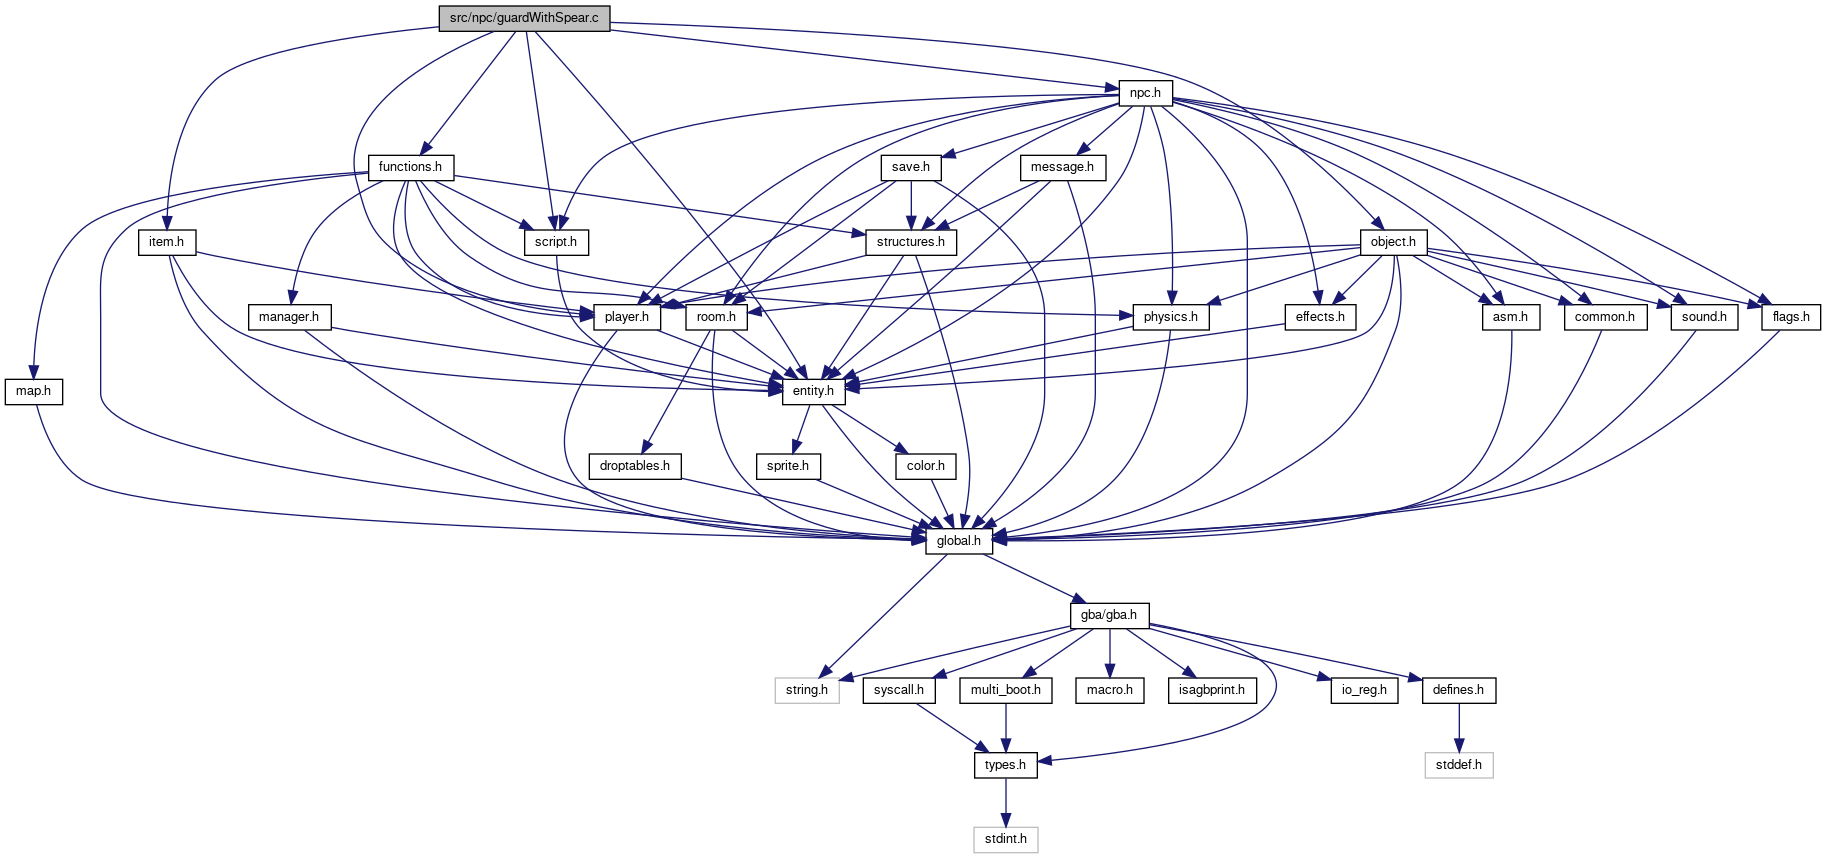 src/npc/guardWithSpear.c
npc.h
functions.h
save.h
message.h
item.h
script.h
structures.h
object.h
manager.h
player.h
room.h
physics.h
effects.h
asm.h
common.h
sound.h
flags.h
map.h
entity.h
droptables.h
sprite.h
color.h
global.h
gba/gba.h
string.h
syscall.h
multi_boot.h
macro.h
isagbprint.h
io_reg.h
defines.h
types.h
stddef.h
stdint.h